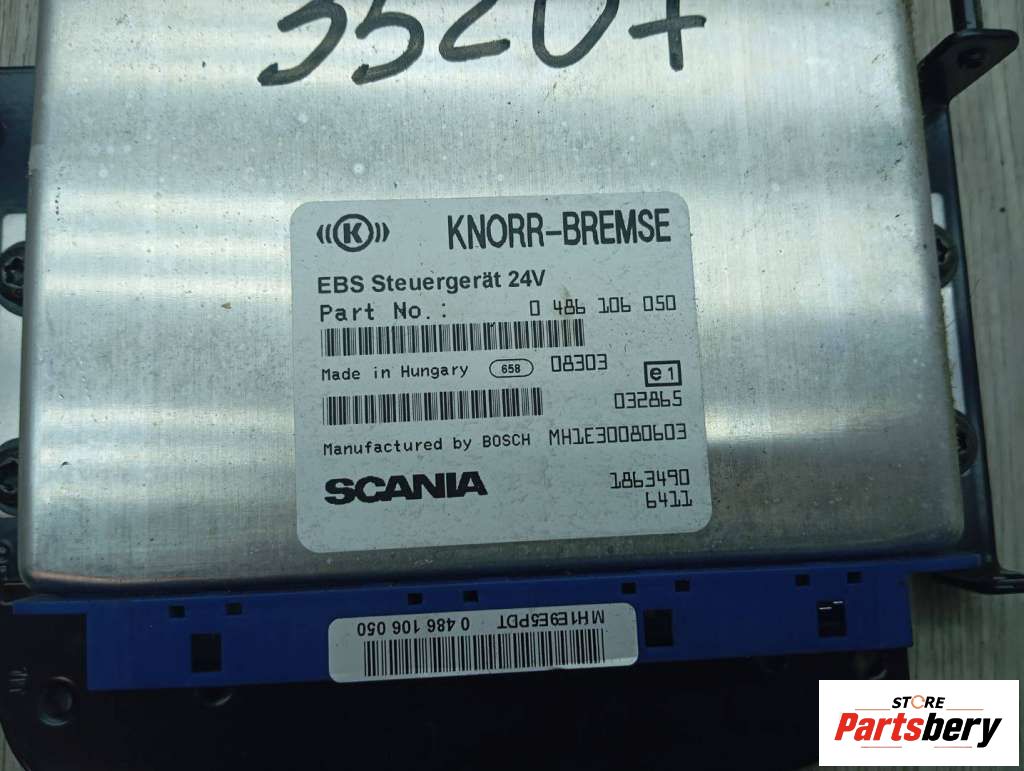 35207
K
KNORR-BREMSE
EBS Steuergerät 24V
Part No.: 0 486 106 050
Made in Hungary 658 08303 e1
032865
Manufactured by BOSCH MH1E30080603
SCANIA 1863490
6411
MH1E9E5PDT 0 486 106 050
STORE
Partsbery